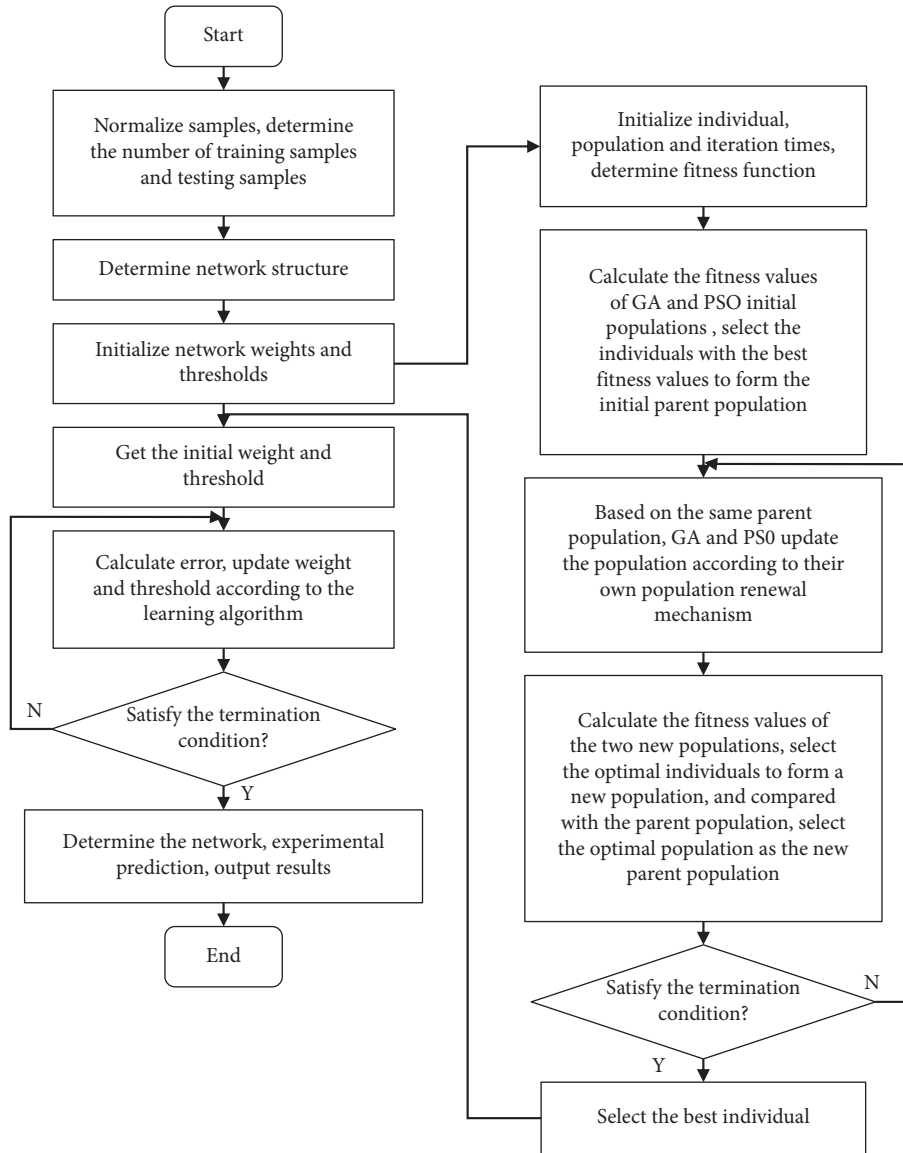 Start
Normalize samples, determine
the number of training samples
and testing samples
Determine network structure
Initialize network weights and
thresholds
Get the initial weight and
threshold
Calculate error, update weight
and threshold according to the
learning algorithm
N
Satisfy the termination
condition?
Y
Determine the network, experimental
prediction, output results
End
Initialize individual,
population and iteration times,
determine fitness function
Calculate the fitness values
of GA and PSO initial
populations , select the
individuals with the best
fitness values to form the
initial parent population
Based on the same parent
population, GA and PS0 update
the population according to their
own population renewal
mechanism
Calculate the fitness values of
the two new populations, select
the optimal individuals to form a
new population, and compared
with the parent population, select
the optimal population as the new
parent population
Satisfy the termination
condition?
N
Y
Select the best individual